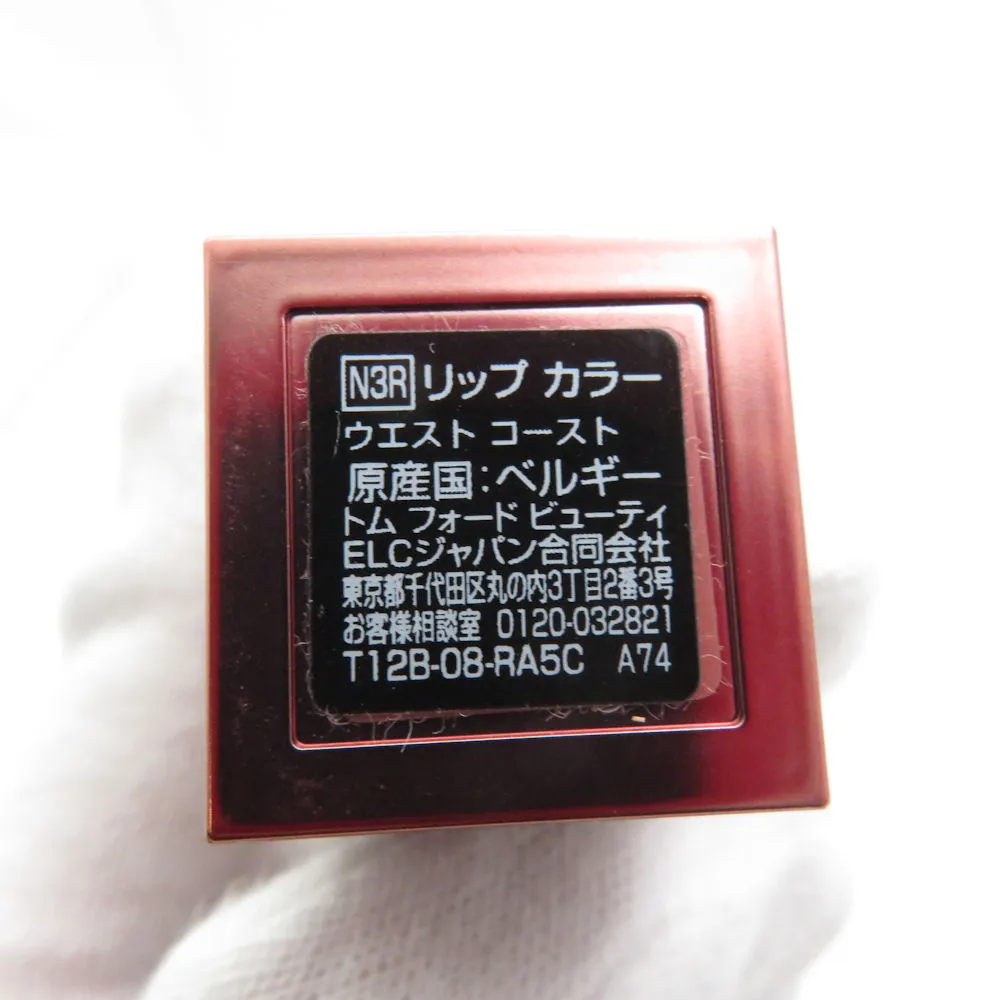 N3R リップ カラー
ウエスト コースト
原産国:ベルギー
トム フォード ビューティ
ELCジャパン合同会社
東京都千代田区丸の内3丁目2番3号
お客様相談室 0120-032821
T12B-08-RA5C A74